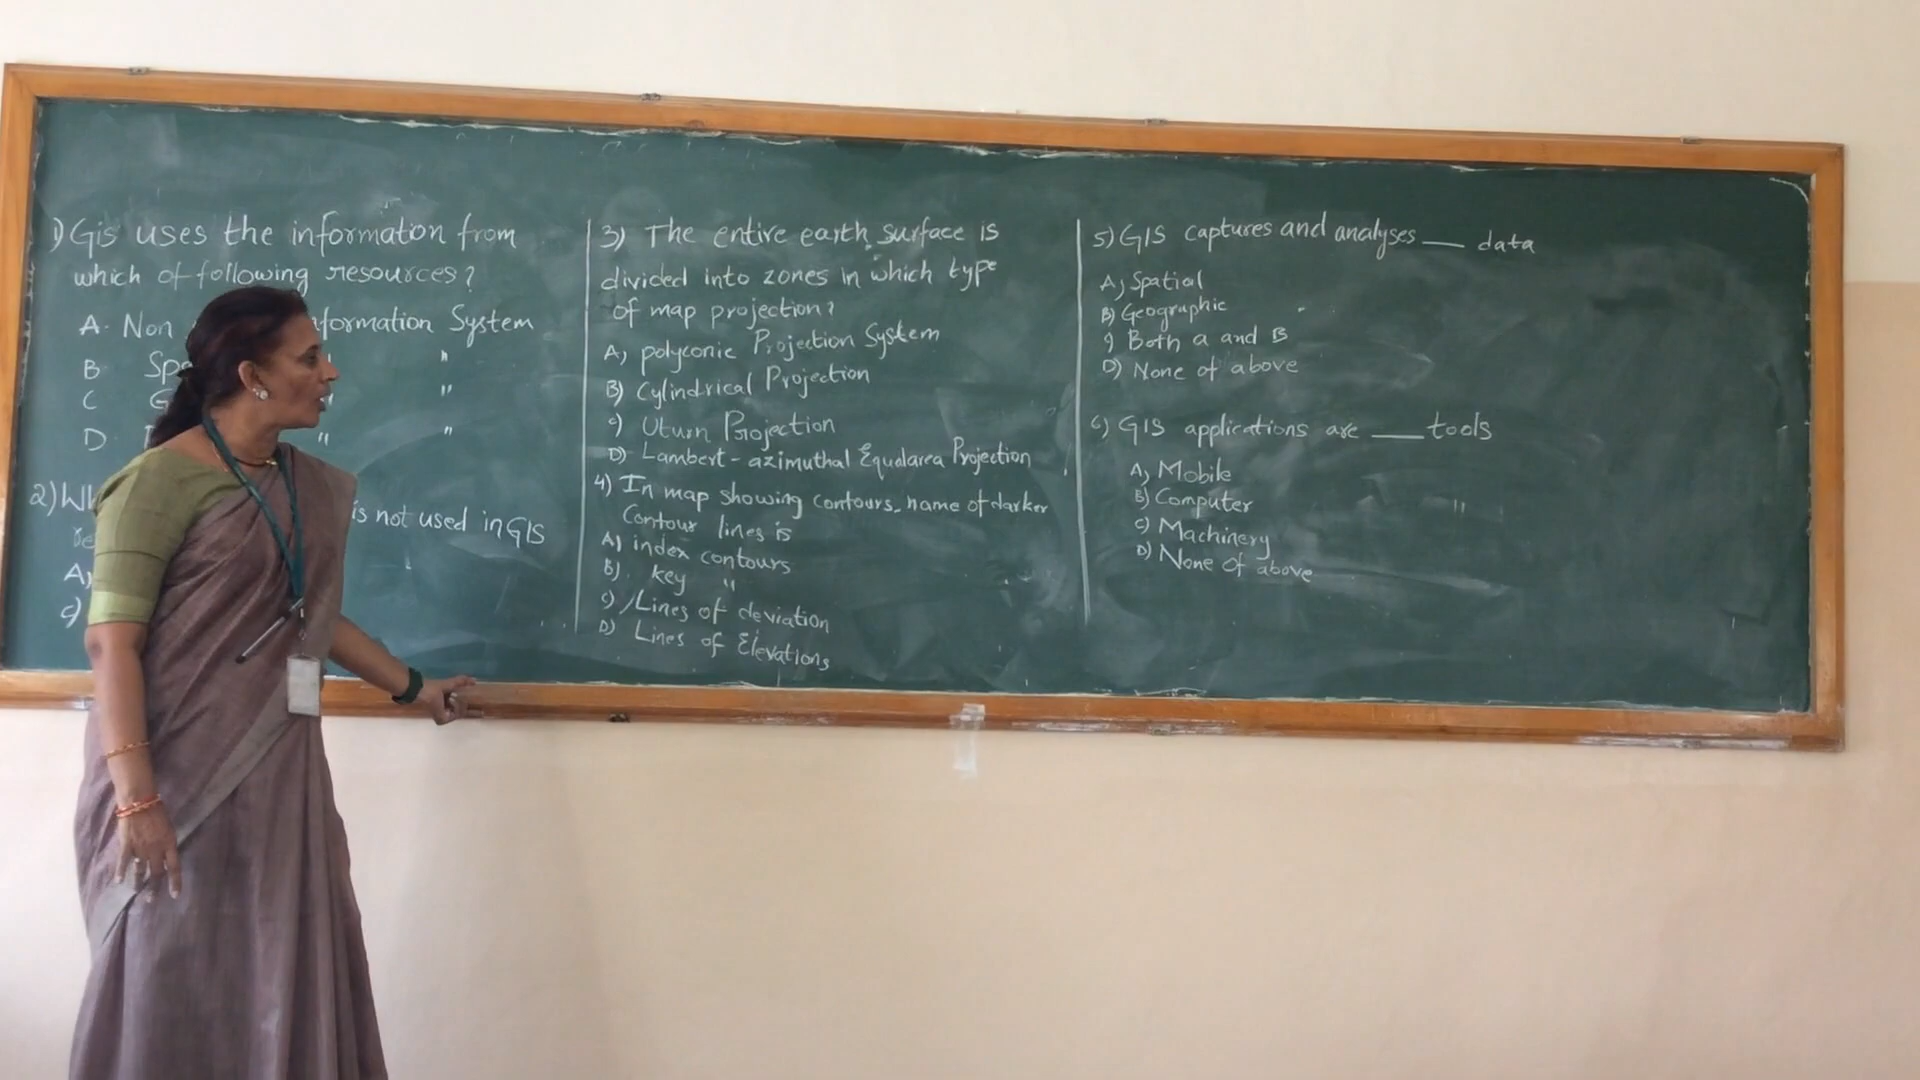 1) Gis uses the information from
which of following resources?
A. Non formation System
B "
C "
D. " "
2) is not used in GIS
A)
c)
3) The entire earth surface is
divided into zones in which type
of map projection?
A) polyconic Projection System
B) Cylindrical Projection
c) Uturn Projection
D) Lambert - azimuthal Equalarea Projection
4) In map showing contours, name of darker
Contour lines is
A) index contours
B) key "
c) Lines of deviation
D) Lines of Elevations
5) GIS captures and analyses ___ data
A) Spatial
B) Geographic
c) Both a and B
D) None of above
6) GIS applications are ___ tools
A) Mobile
B) Computer "
c) Machinery
D) None of above